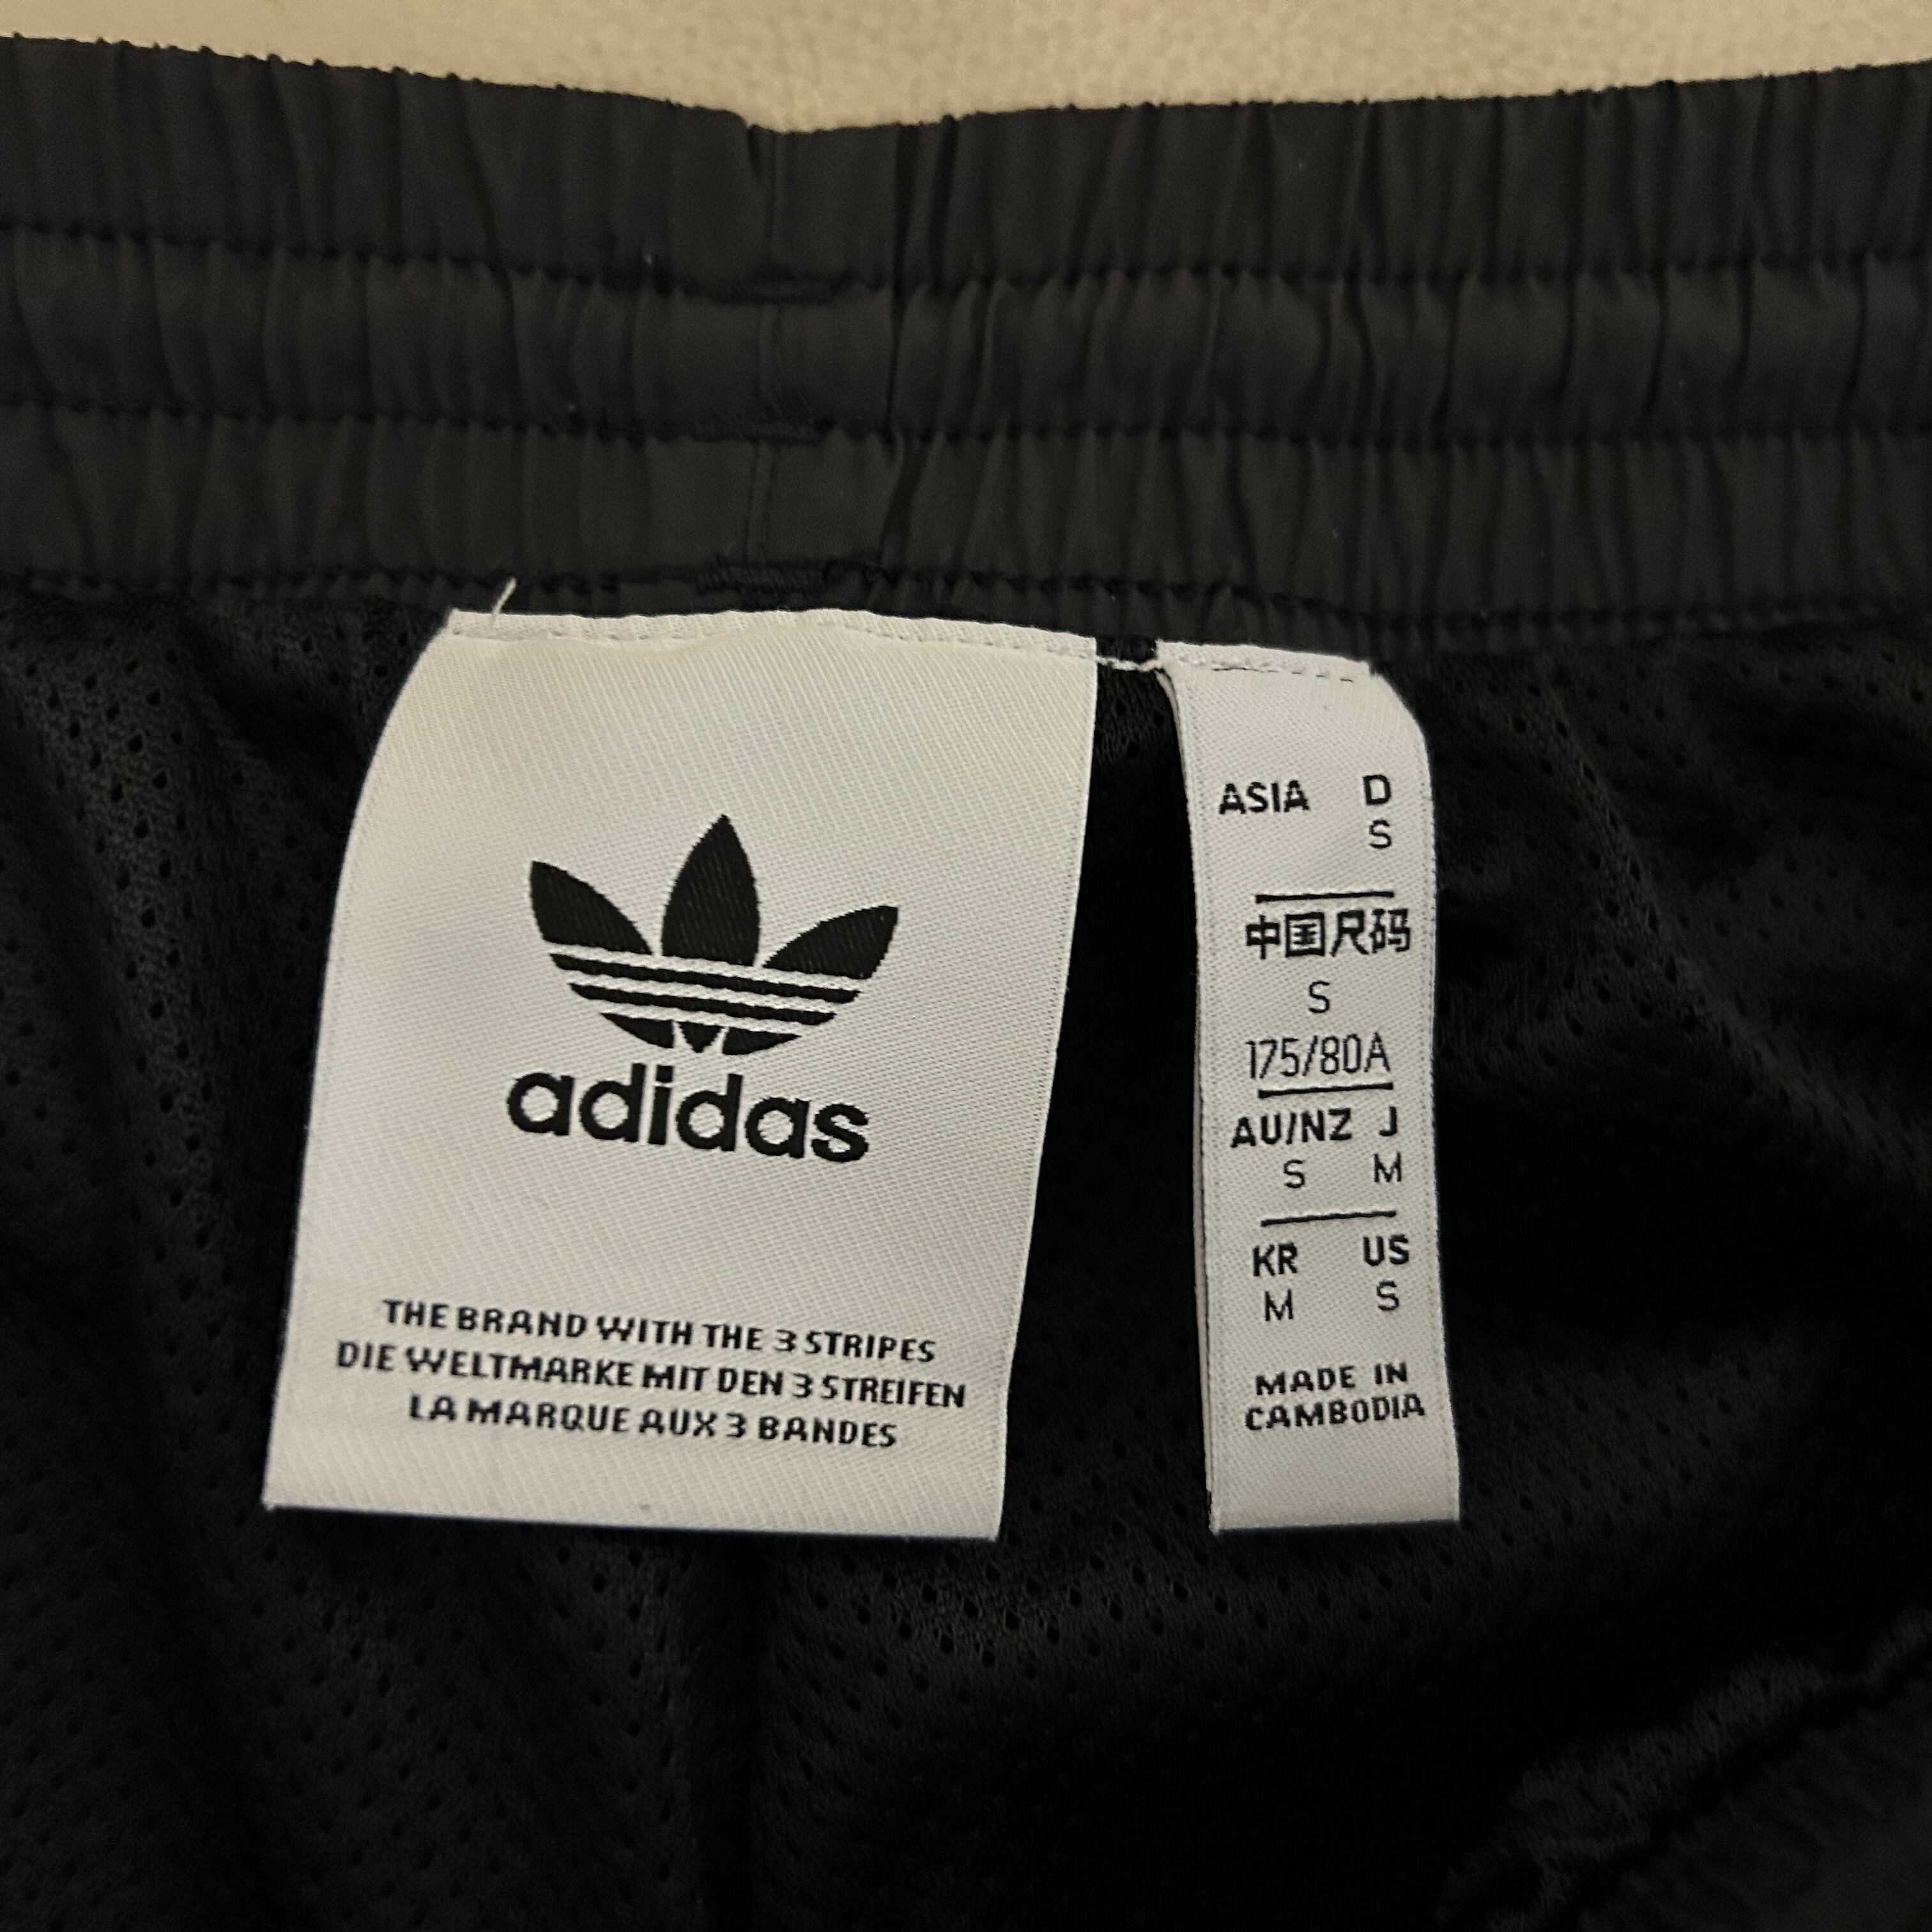 adidas
THE BRAND WITH THE 3 STRIPES
DIE WELTMARKE MIT DEN 3 STREIFEN
LA MARQUE AUX 3 BANDES
ASIA D
S
中国尺码
S
175/80A
AU/NZ J
S M
KR US
M S
MADE IN
CAMBODIA